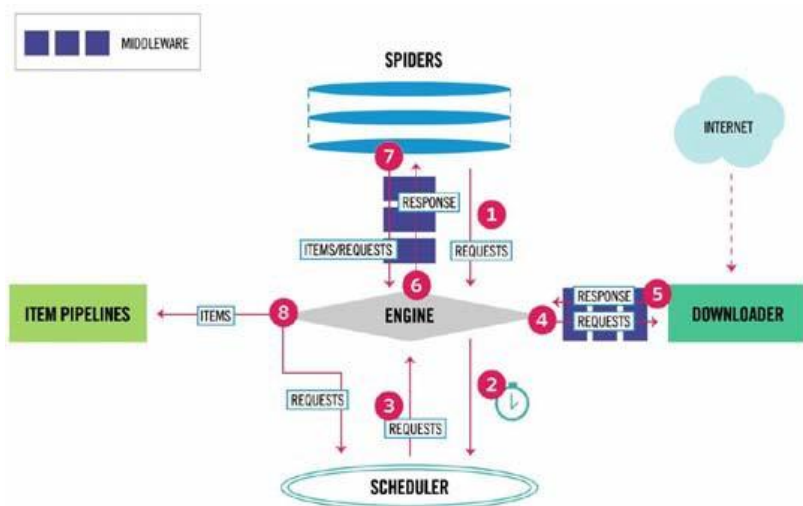 MIDDLEWARE
SPIDERS
INTERNET
7
RESPONSE
1
ITEMS/REQUESTS
REQUESTS
6
RESPONSE
5
ITEM PIPELINES
ITEMS
8
ENGINE
4
REQUESTS
DOWNLOADER
2
REQUESTS
3
REQUESTS
SCHEDULER